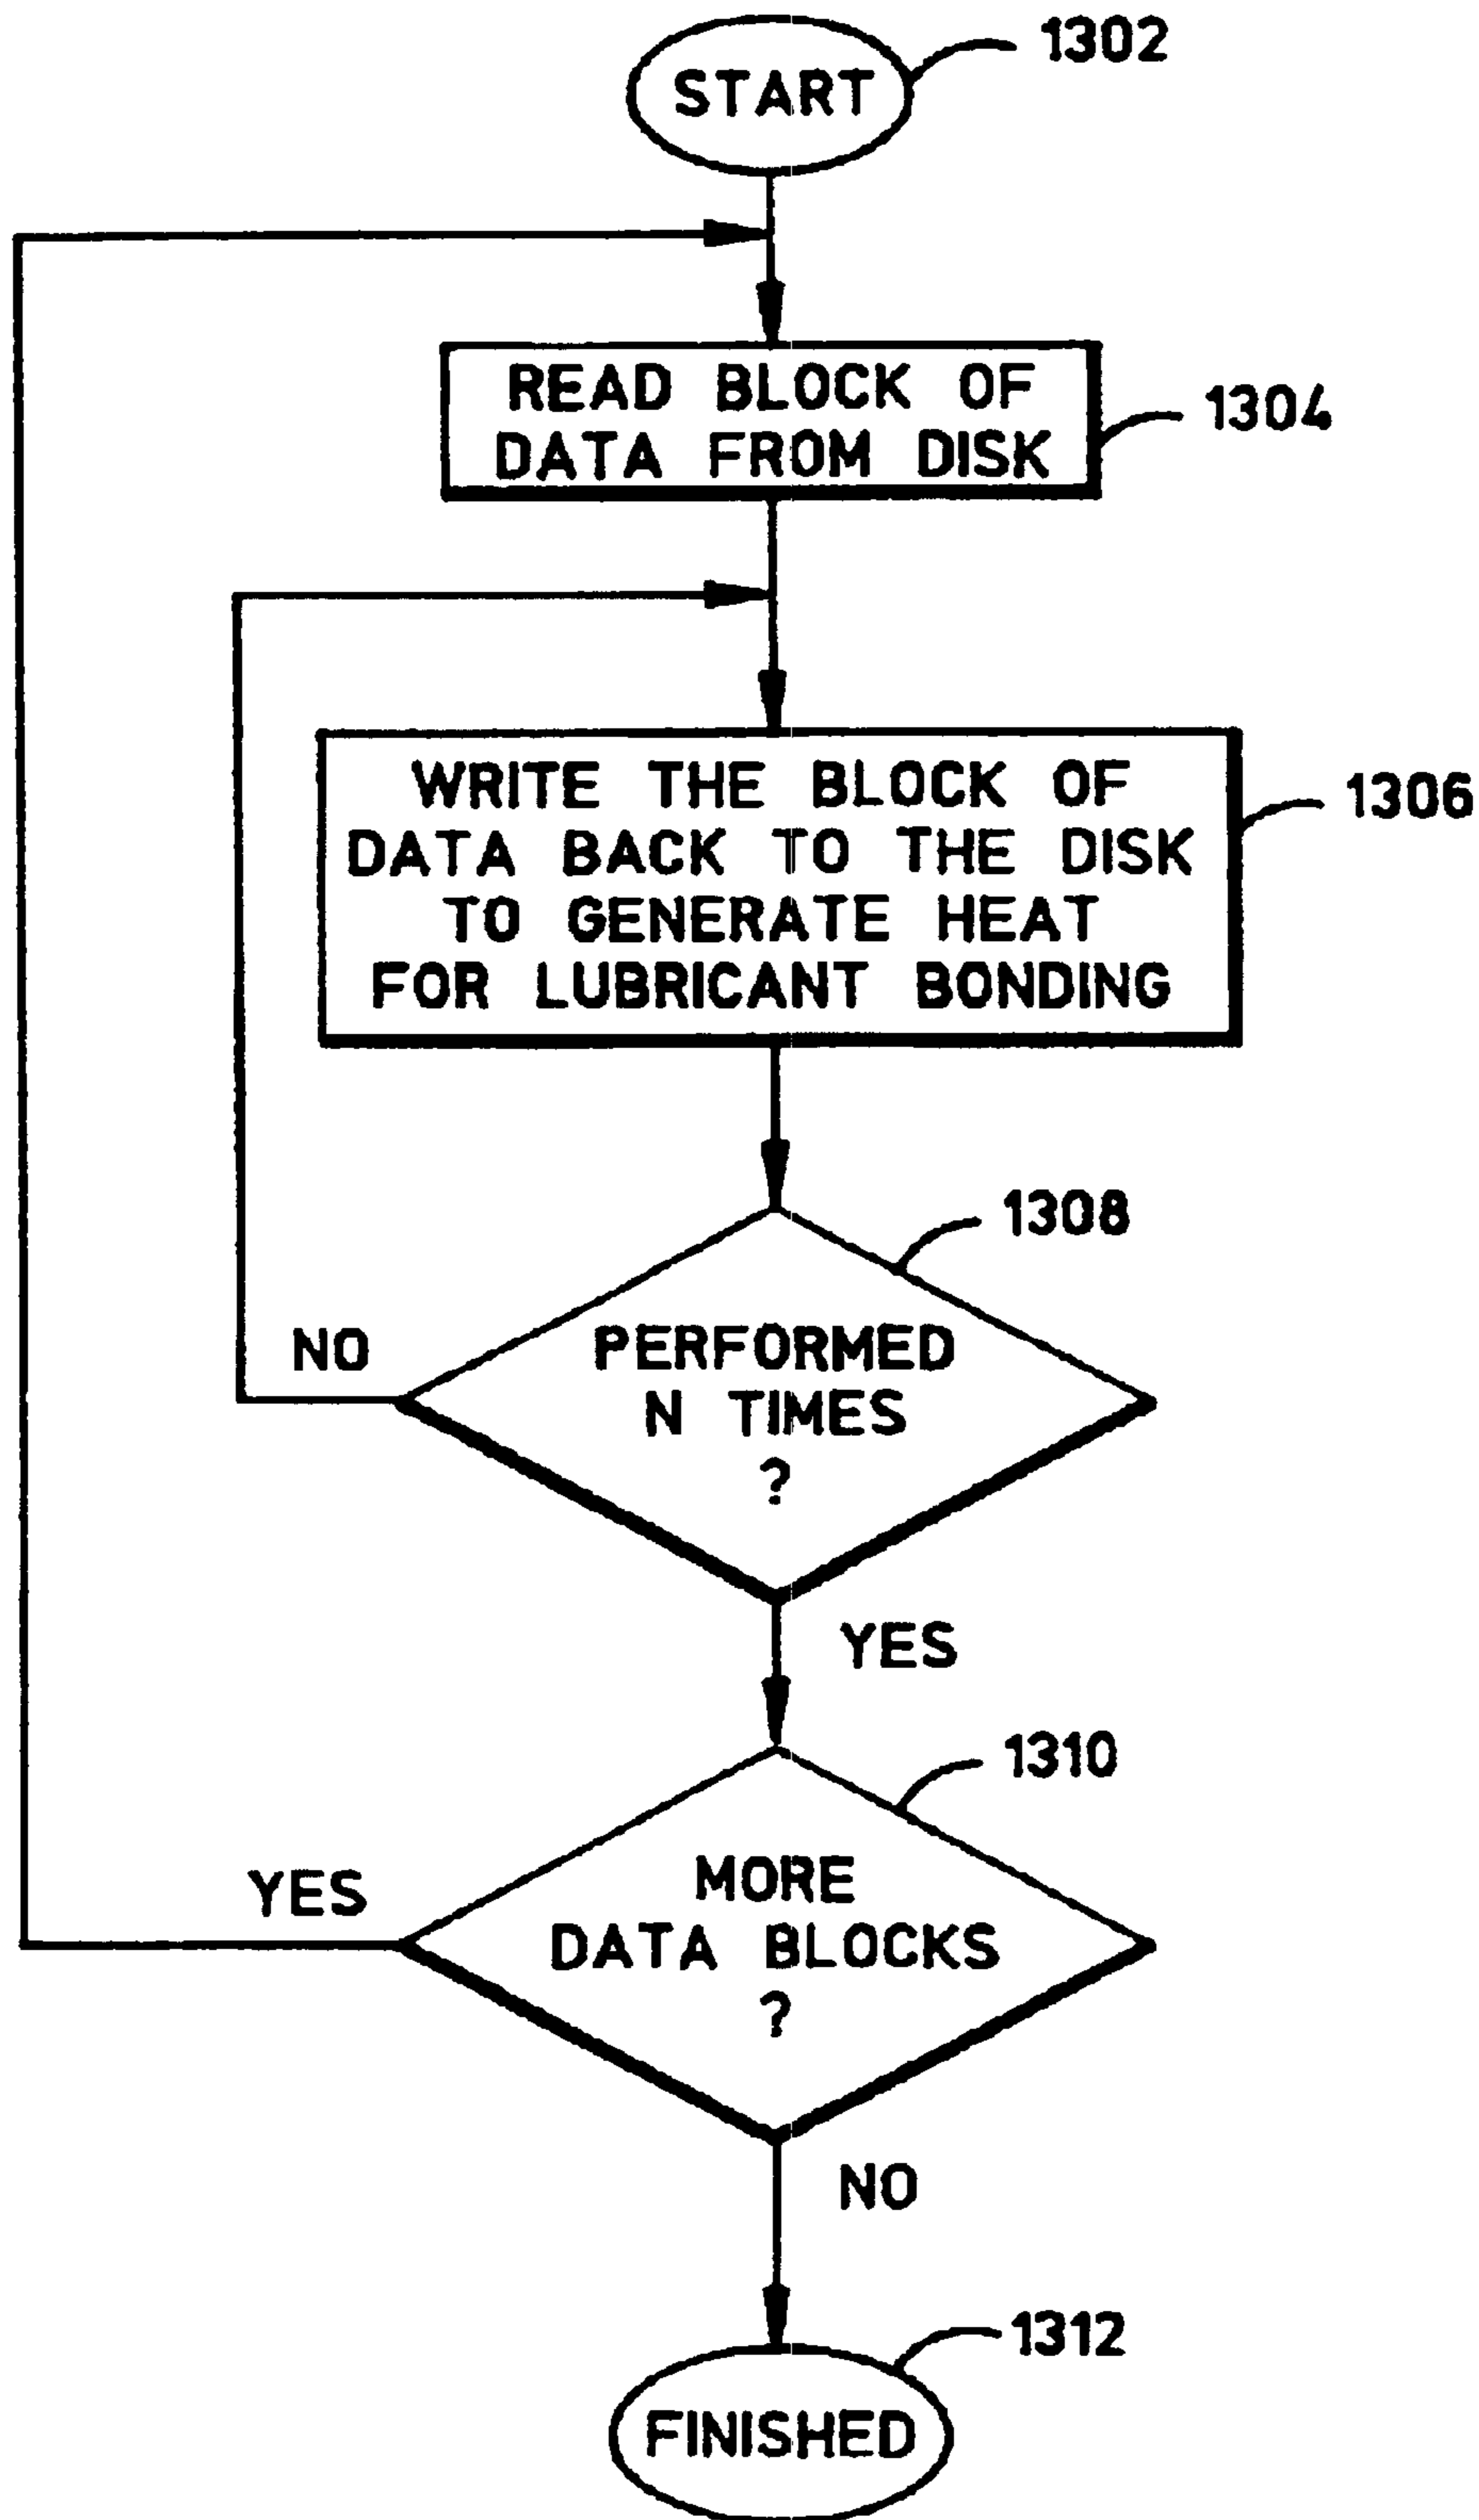 1302
START
READ BLOCK OF
DATA FROM DISK
1304
WRITE THE BLOCK OF
DATA BACK TO THE DISK
TO GENERATE HEAT
FOR LUBRICANT BONDING
1306
1308
PERFORMED
N TIMES
?
NO
YES
1310
MORE
DATA BLOCKS
?
YES
NO
1312
FINISHED